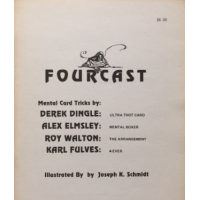 FOURCAST
Mental Card Tricks by:
DEREK DINGLE: ULTRA TEST CARD
ALEX ELMSLEY: MENTAL BOXER
ROY WALTON: THE ARRANGEMENT
KARL FULVES: 4-EVER
Illustrated By by Joseph K. Schmidt